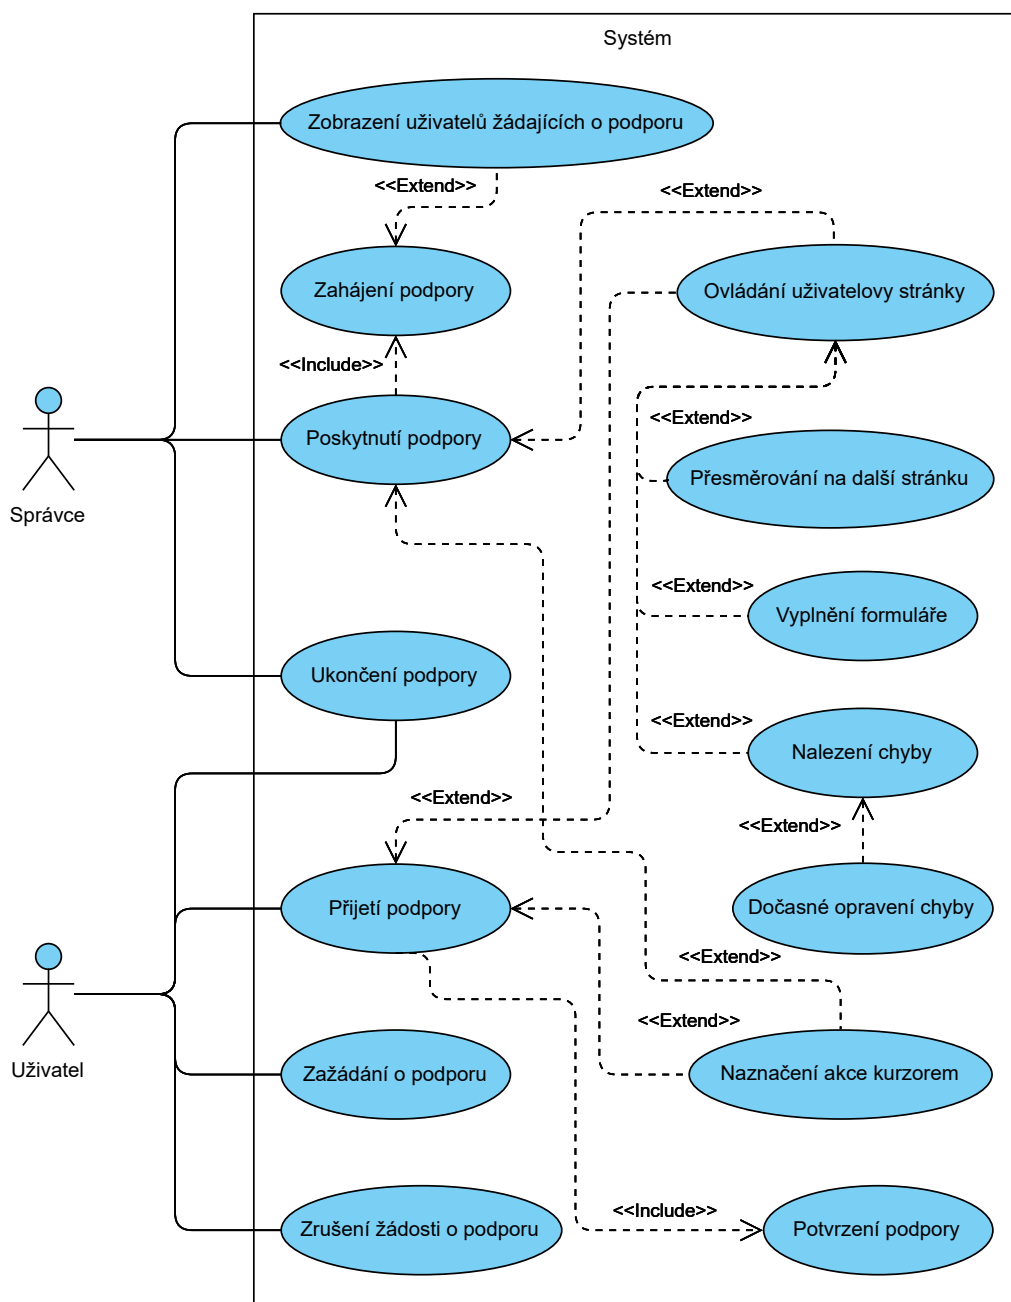 Systém
Zobrazení uživatelů žádajících o podporu
<<Extend>>
<<Extend>>
Zahájení podpory
Ovládání uživatelovy stránky
<<Include>>
<<Extend>>
Poskytnutí podpory
Přesměrování na další stránku
Správce
<<Extend>>
Vyplnění formuláře
Ukončení podpory
<<Extend>>
Nalezení chyby
<<Extend>>
<<Extend>>
Přijetí podpory
Dočasné opravení chyby
<<Extend>>
<<Extend>>
Uživatel
Zažádání o podporu
Naznačení akce kurzorem
<<Include>>
Zrušení žádosti o podporu
Potvrzení podpory